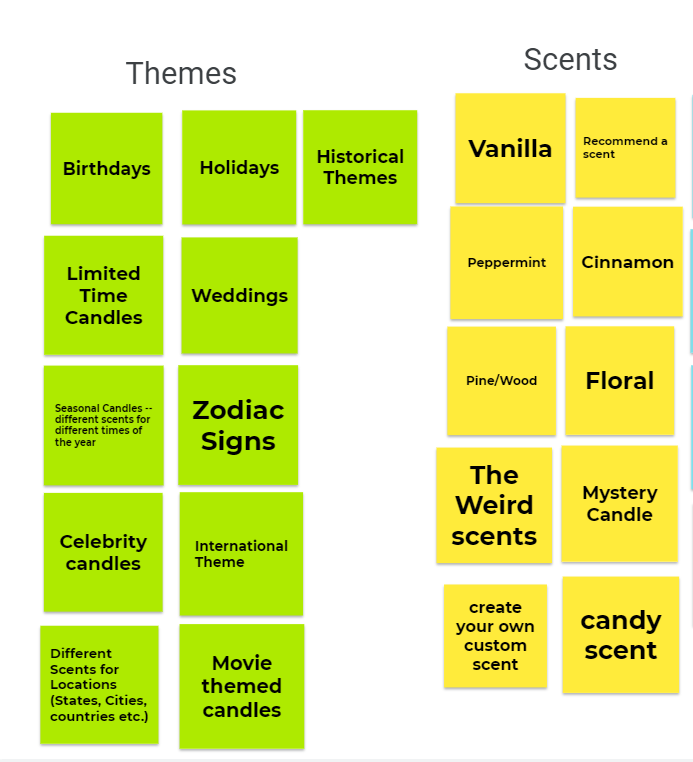 Themes
Birthdays
Holidays
Historical
Themes
Limited
Time
Candles
Weddings
Seasonal Candles --
different scents for
different times of
the year
Zodiac
Signs
Celebrity
candles
International
Theme
Different
Scents for
Locations
(States, Cities,
countries etc.)
Movie
themed
candles
Scents
Vanilla
Recommend a
scent
Peppermint
Cinnamon
Pine/Wood
Floral
The
Weird
scents
Mystery
Candle
create
your own
custom
scent
candy
scent